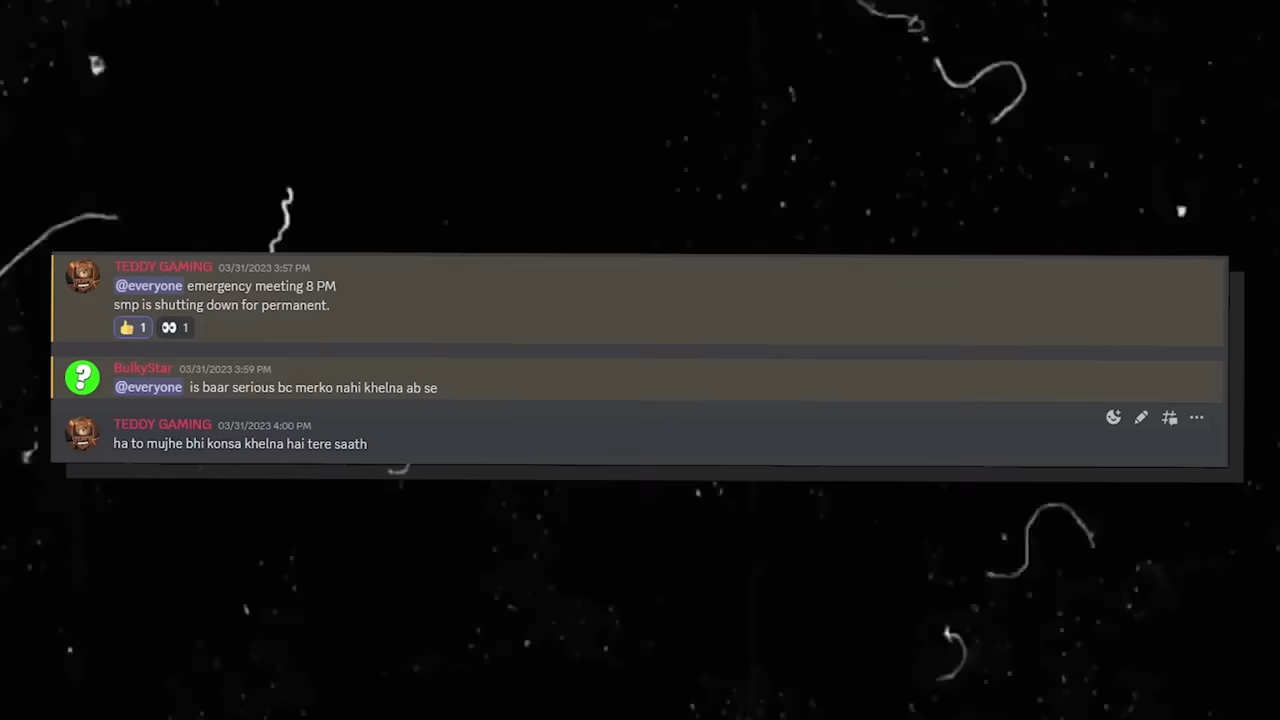 TEDDY GAMING 03/31/2023 3:57 PM
@everyone emergency meeting 8 PM
smp is shutting down for permanent.
👍 1 👀 1
BulkyStar 03/31/2023 3:59 PM
@everyone is baar serious bc merko nahi khelna ab se
TEDDY GAMING 03/31/2023 4:00 PM
ha to mujhe bhi konsa khelna hai tere saath